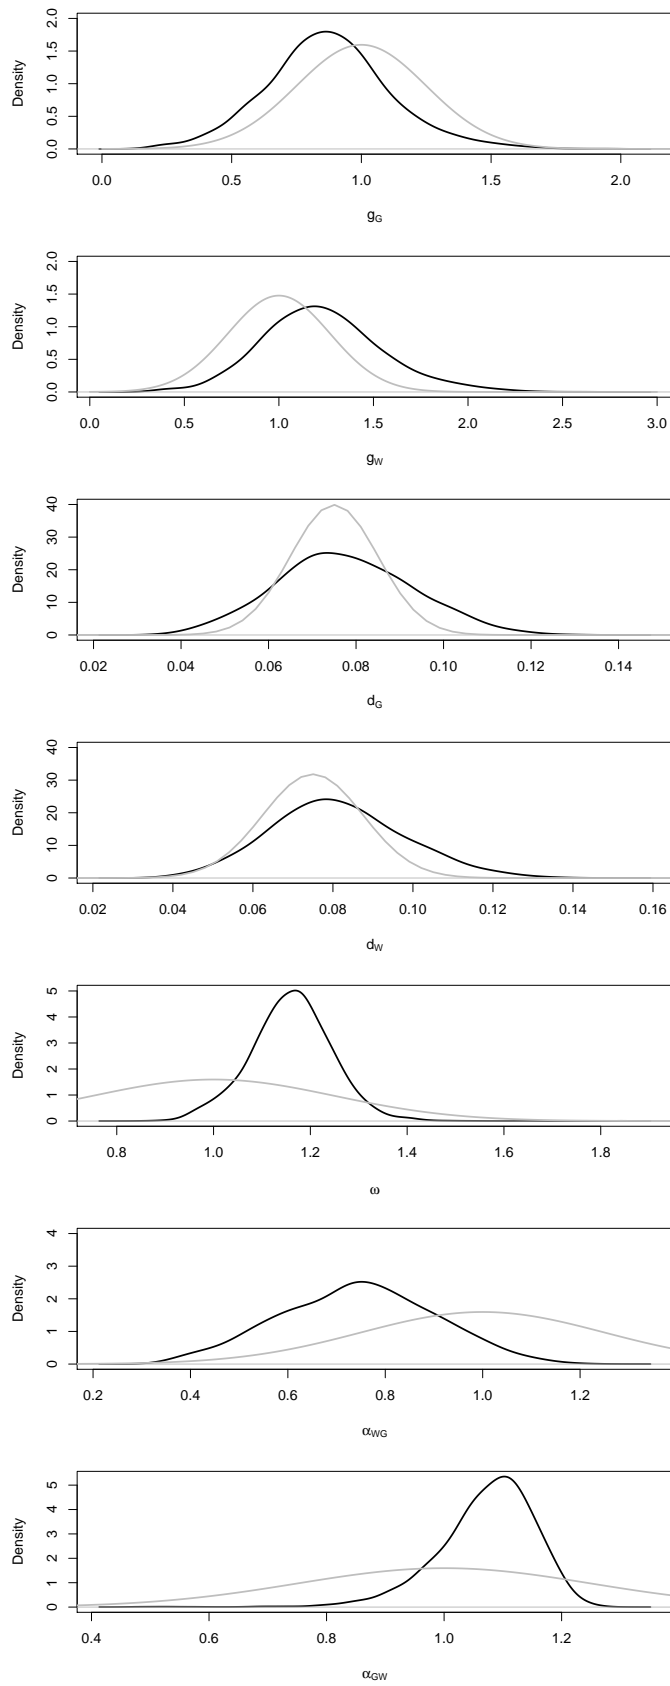 2.0
1.5
1.0
0.5
0.0
Density
0.0 0.5 1.0 1.5 2.0
g_G
2.0
1.5
1.0
0.5
0.0
Density
0.0 0.5 1.0 1.5 2.0 2.5 3.0
g_W
40
30
20
10
0
Density
0.02 0.04 0.06 0.08 0.10 0.12 0.14
d_G
40
30
20
10
0
Density
0.02 0.04 0.06 0.08 0.10 0.12 0.14 0.16
d_W
5
4
3
2
1
0
Density
0.8 1.0 1.2 1.4 1.6 1.8
ω
4
3
2
1
0
Density
0.2 0.4 0.6 0.8 1.0 1.2
α_WG
5
4
3
2
1
0
Density
0.4 0.6 0.8 1.0 1.2
α_GW